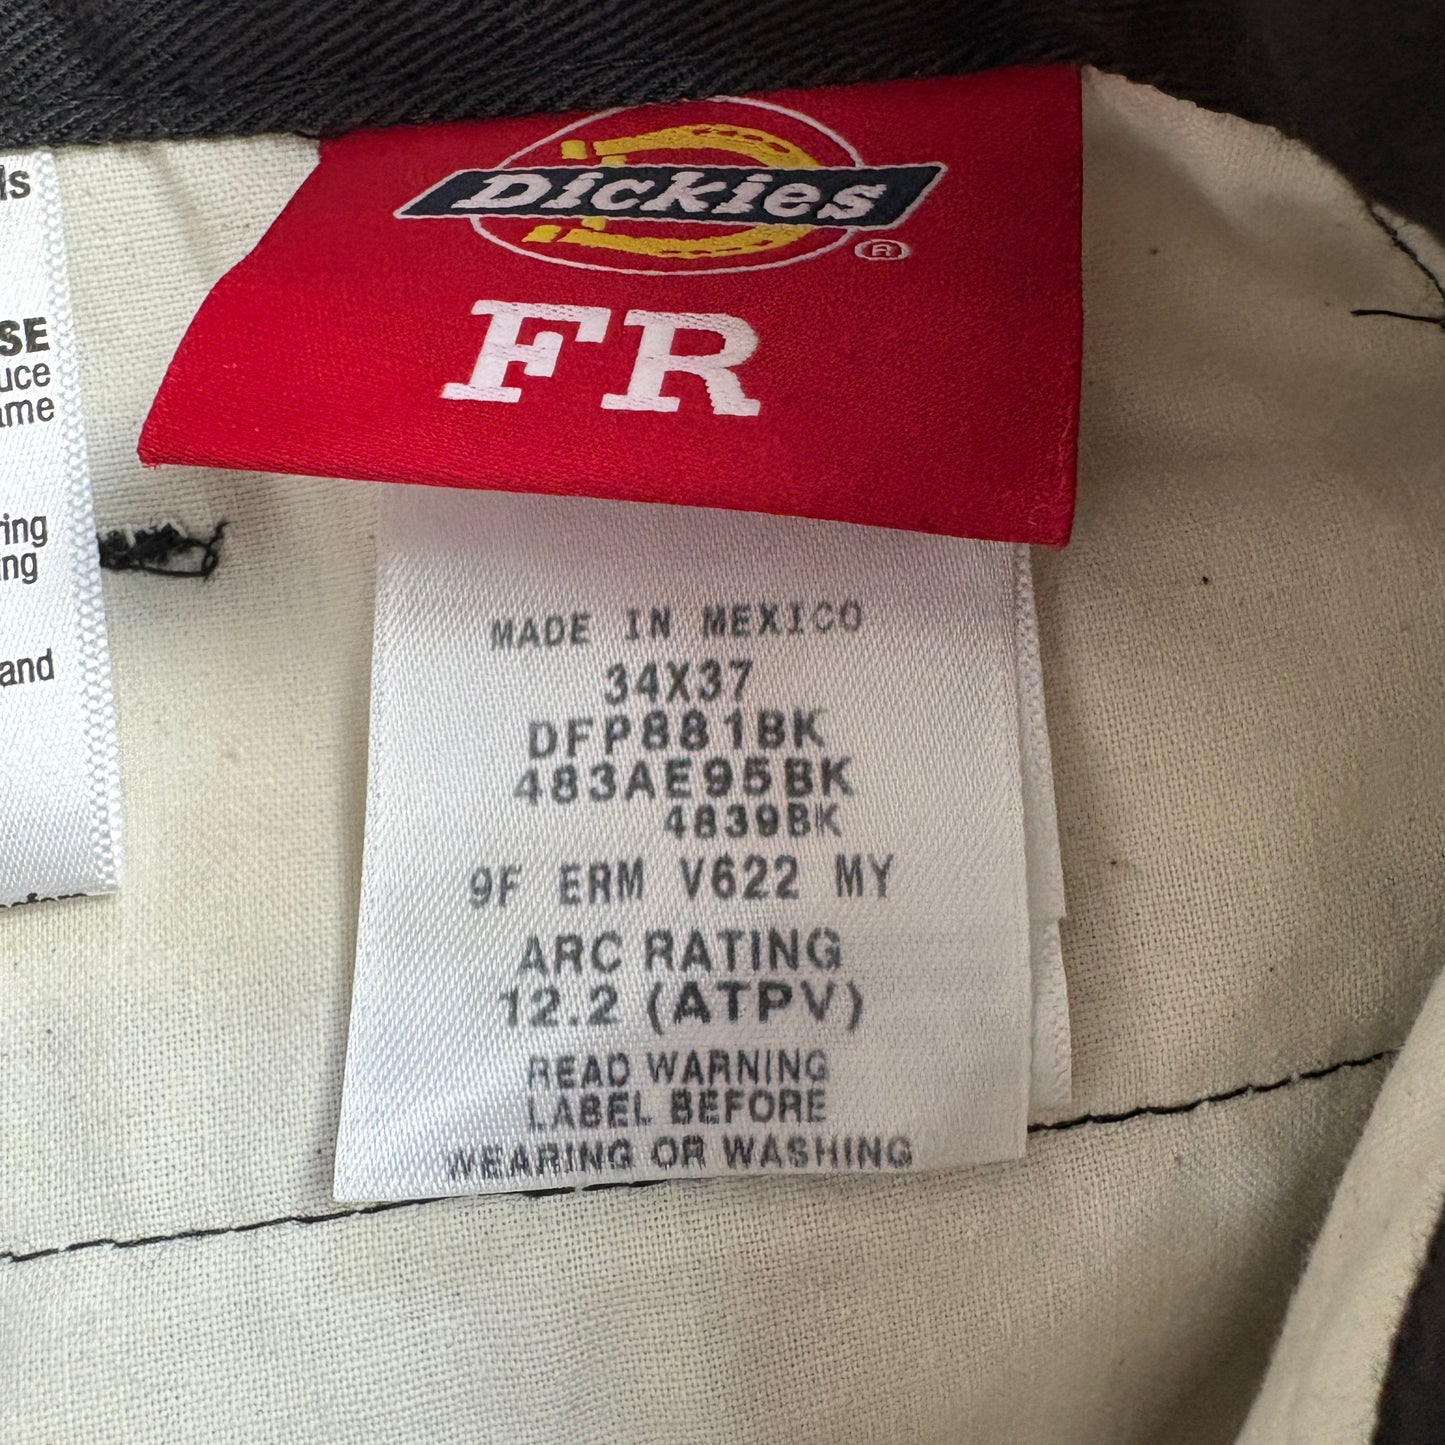 ls
SE
uce
ame
ring
ing
and
Dickies
®
FR
MADE IN MEXICO
34X37
DFP881BK
483AE95BK
4839BK
9F ERM V622 MY
ARC RATING
12.2 (ATPV)
READ WARNING
LABEL BEFORE
WEARING OR WASHING